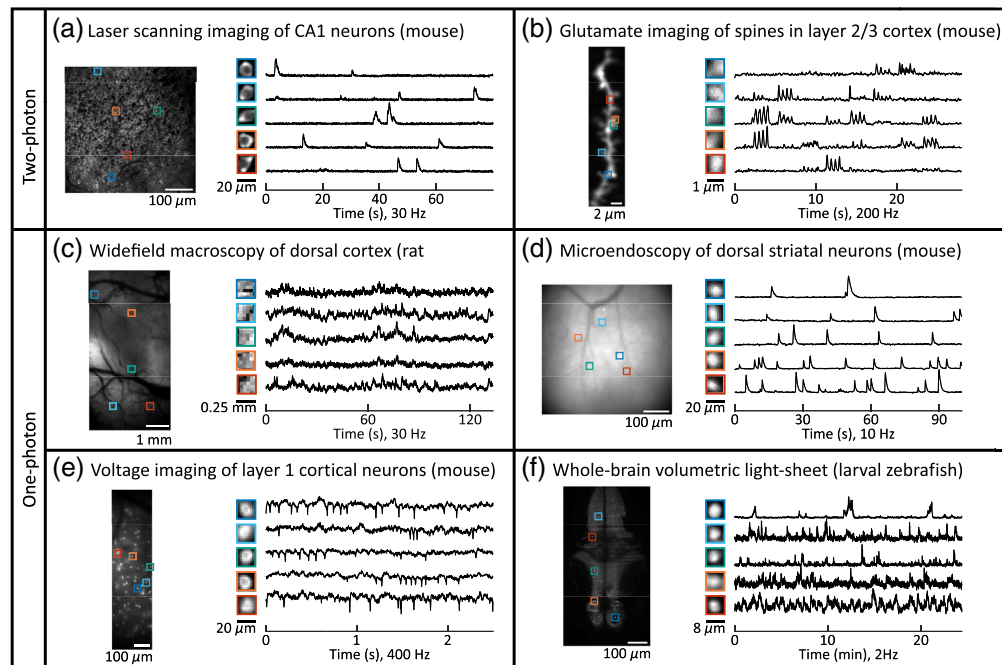 Two-photon
(a) Laser scanning imaging of CA1 neurons (mouse)
100 μm
20 μm
0 20 40 60 80
Time (s), 30 Hz
(b) Glutamate imaging of spines in layer 2/3 cortex (mouse)
2 μm
1 μm
0 10 20
Time (s), 200 Hz
One-photon
(c) Widefield macroscopy of dorsal cortex (rat
1 mm
0.25 mm
0 60 120
Time (s), 30 Hz
(d) Microendoscopy of dorsal striatal neurons (mouse)
100 μm
20 μm
0 30 60 90
Time (s), 10 Hz
(e) Voltage imaging of layer 1 cortical neurons (mouse)
100 μm
20 μm
0 1 2
Time (s), 400 Hz
(f) Whole-brain volumetric light-sheet (larval zebrafish)
100 μm
8 μm
0 10 20
Time (min), 2Hz